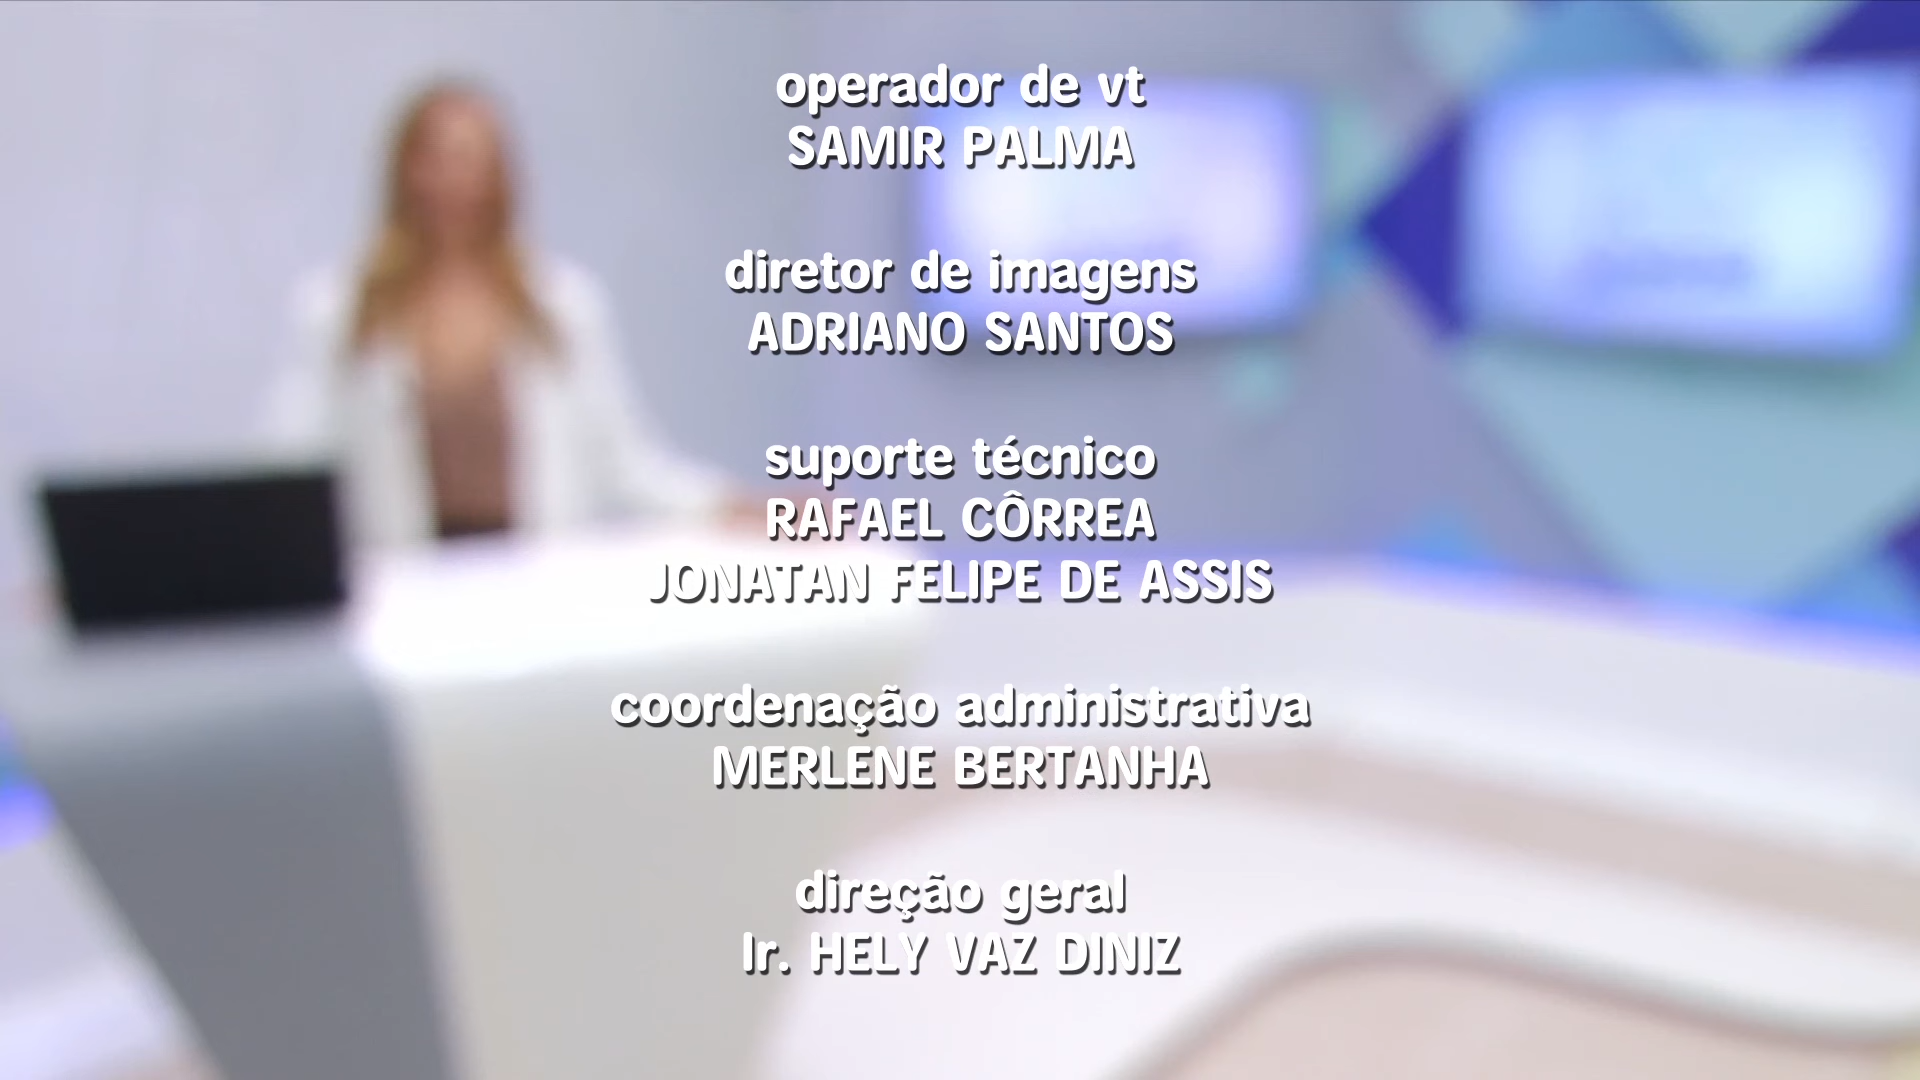 operador de vt
SAMIR PALMA
diretor de imagens
ADRIANO SANTOS
suporte técnico
RAFAEL CÔRREA
JONATAN FELIPE DE ASSIS
coordenação administrativa
MERLENE BERTANHA
direção geral
Ir. HELY VAZ DINIZ